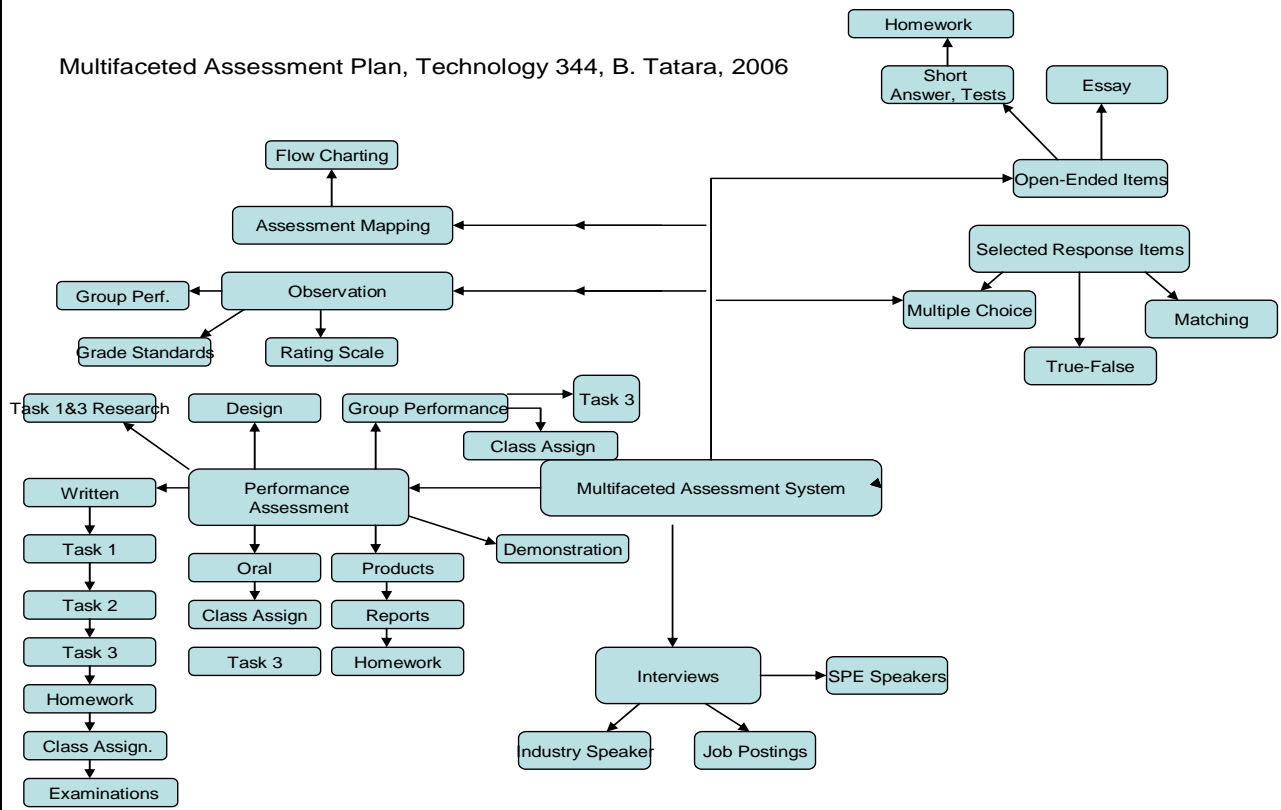 Homework
Multifaceted Assessment Plan, Technology 344, B. Tatara, 2006
Short
Answer, Tests
Essay
Flow Charting
Open-Ended Items
Assessment Mapping
Selected Response Items
Group Perf.
Observation
Multiple Choice
Matching
Grade Standards
Rating Scale
True-False
Task 1&3 Research
Design
Group Performance
Task 3
Class Assign
Written
Performance
Assessment
Multifaceted Assessment System
Task 1
Oral
Products
Demonstration
Task 2
Class Assign
Reports
Task 3
Task 3
Homework
Interviews
SPE Speakers
Homework
Class Assign.
Industry Speaker
Job Postings
Examinations